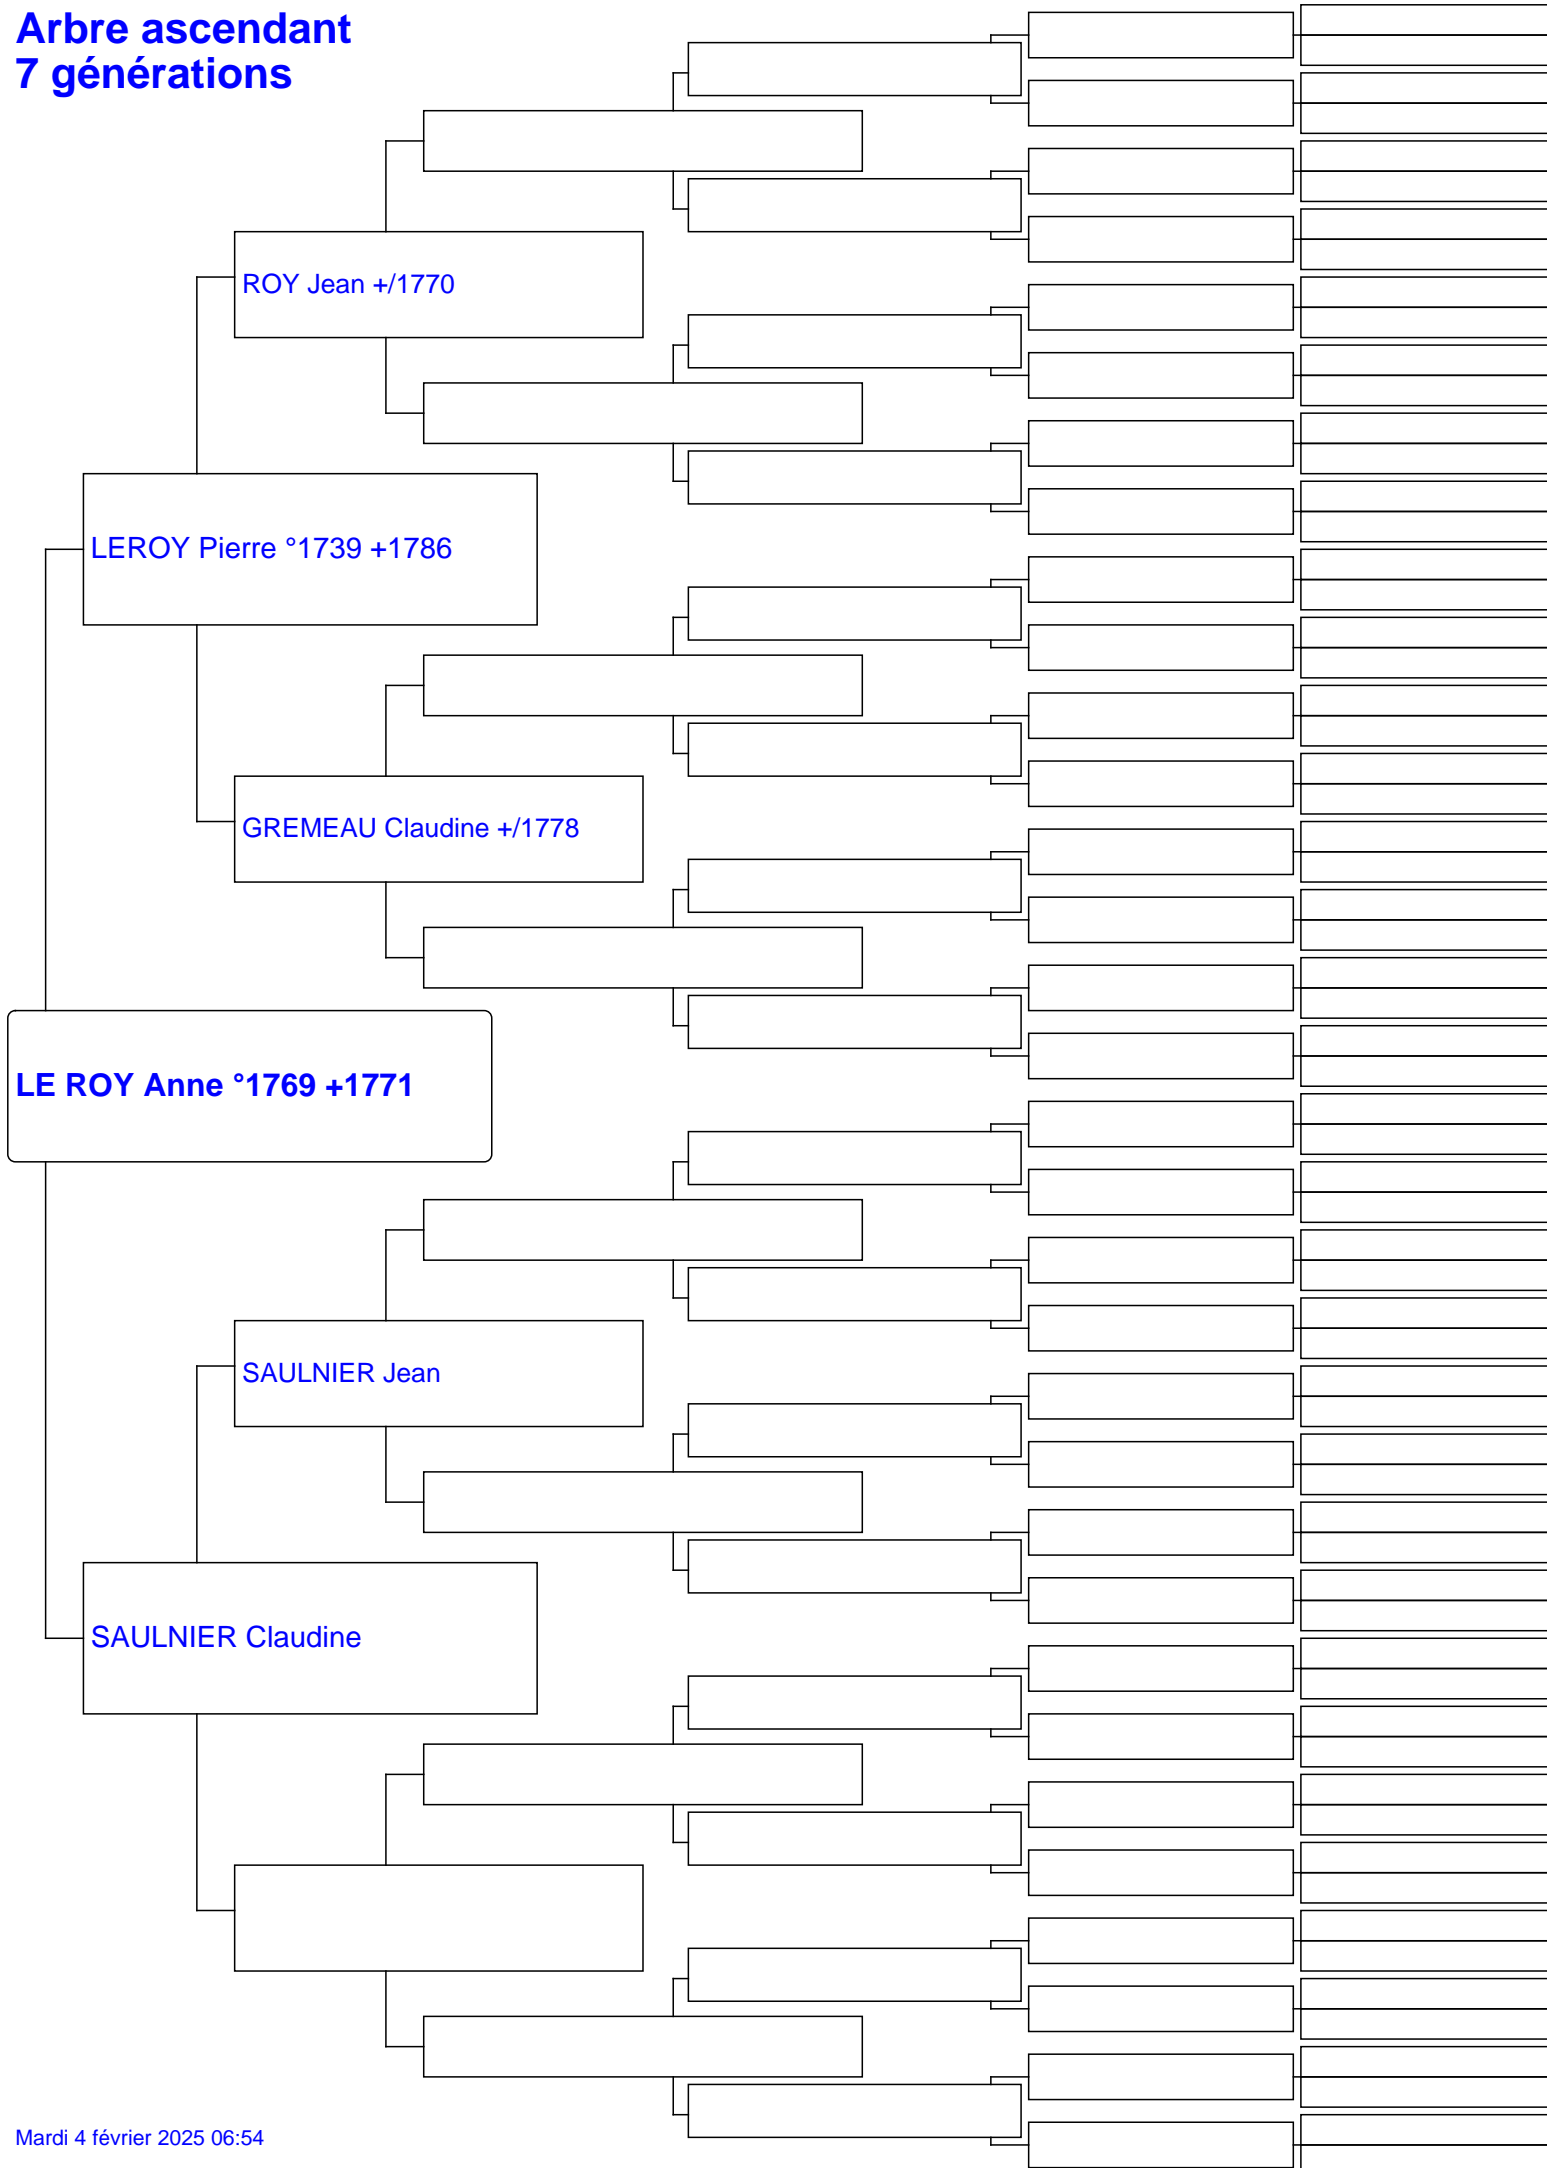 Arbre ascendant
7 générations
ROY Jean +/1770
LEROY Pierre °1739 +1786
GREMEAU Claudine +/1778
LE ROY Anne °1769 +1771
SAULNIER Jean
SAULNIER Claudine
Mardi 4 février 2025 06:54